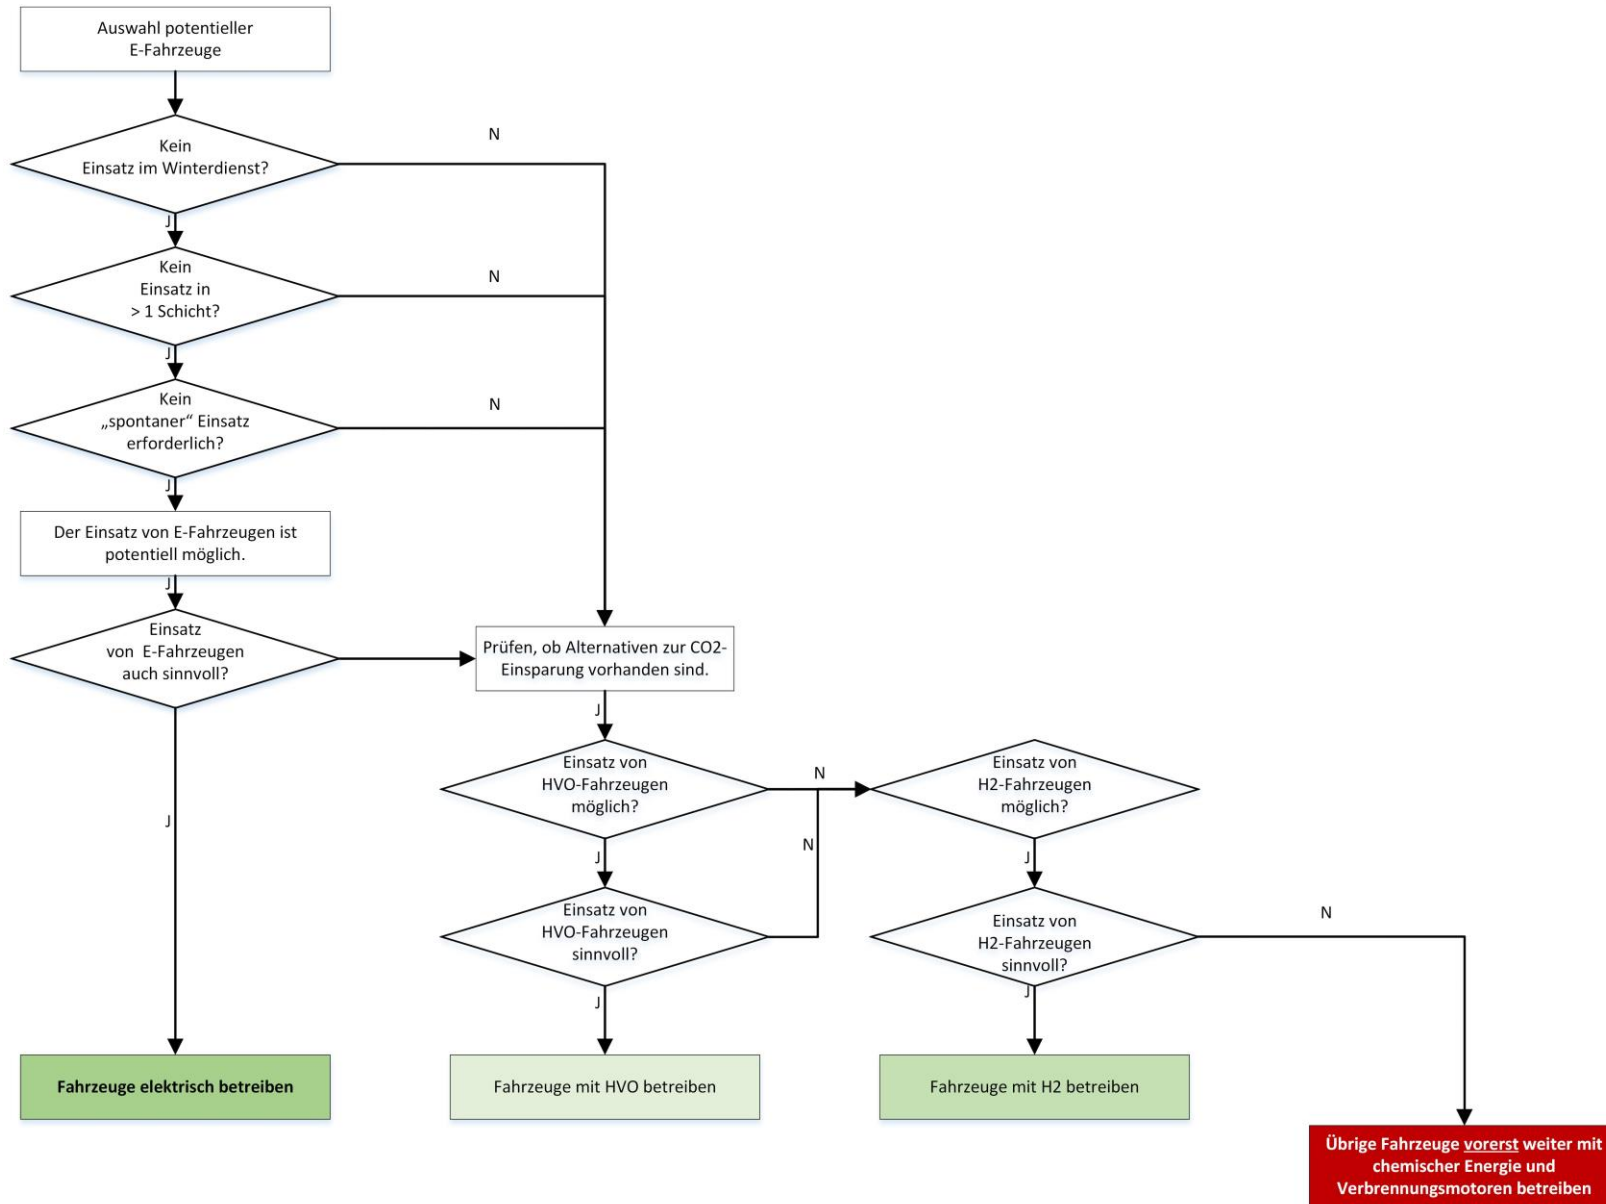 Auswahl potentieller
E-Fahrzeuge
Kein
Einsatz im Winterdienst?
N
J
Kein
Einsatz in
> 1 Schicht?
N
J
Kein
„spontaner“ Einsatz
erforderlich?
N
J
Der Einsatz von E-Fahrzeugen ist
potentiell möglich.
J
Einsatz
von  E-Fahrzeugen
auch sinnvoll?
Prüfen, ob Alternativen zur CO2-
Einsparung vorhanden sind.
J
J
Einsatz von
HVO-Fahrzeugen
möglich?
N
Einsatz von
H2-Fahrzeugen
möglich?
J
N
J
Einsatz von
HVO-Fahrzeugen
sinnvoll?
Einsatz von
H2-Fahrzeugen
sinnvoll?
N
J
J
Fahrzeuge elektrisch betreiben
Fahrzeuge mit HVO betreiben
Fahrzeuge mit H2 betreiben
Übrige Fahrzeuge vorerst weiter mit
chemischer Energie und
Verbrennungsmotoren betreiben